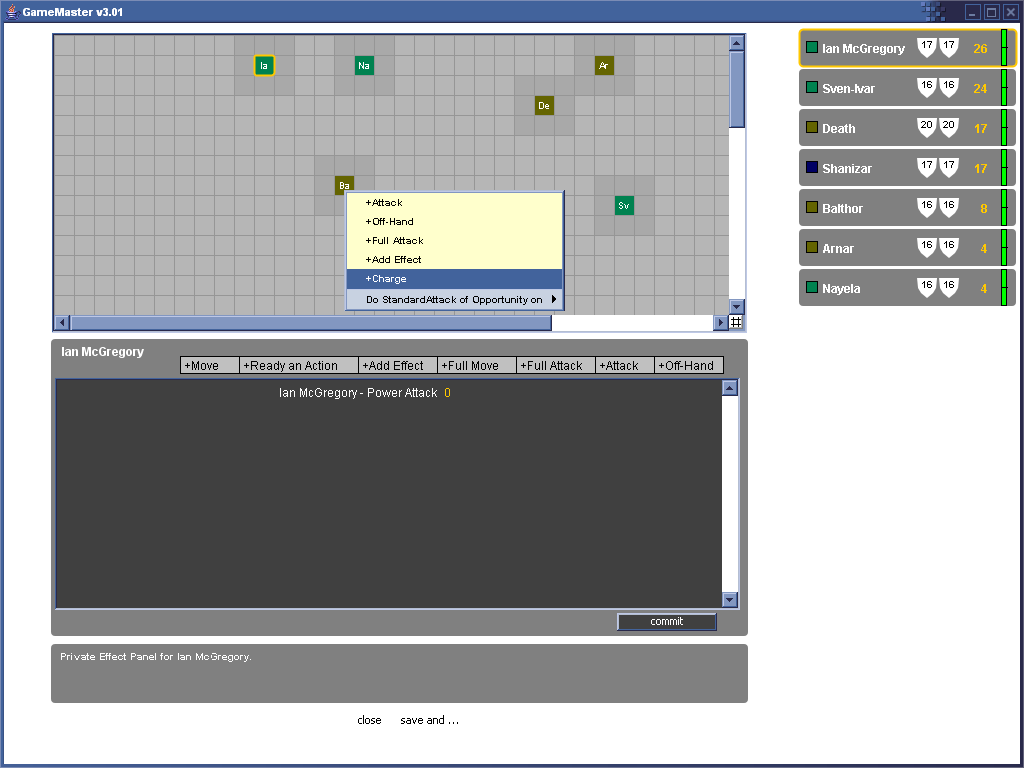 GameMaster v3.01
Ia
Na
Ar
De
Ba
Sv
+Attack
+Off-Hand
+Full Attack
+Add Effect
+Charge
Do StandardAttack of Opportunity on
Ian McGregory 17 17 26
Sven-Ivar 16 16 24
Death 20 20 17
Shanizar 17 17 17
Balthor 16 16 8
Arnar 16 16 4
Nayela 16 16 4
Ian McGregory
+Move +Ready an Action +Add Effect +Full Move +Full Attack +Attack +Off-Hand
Ian McGregory - Power Attack 0
commit
Private Effect Panel for Ian McGregory.
close save and ...